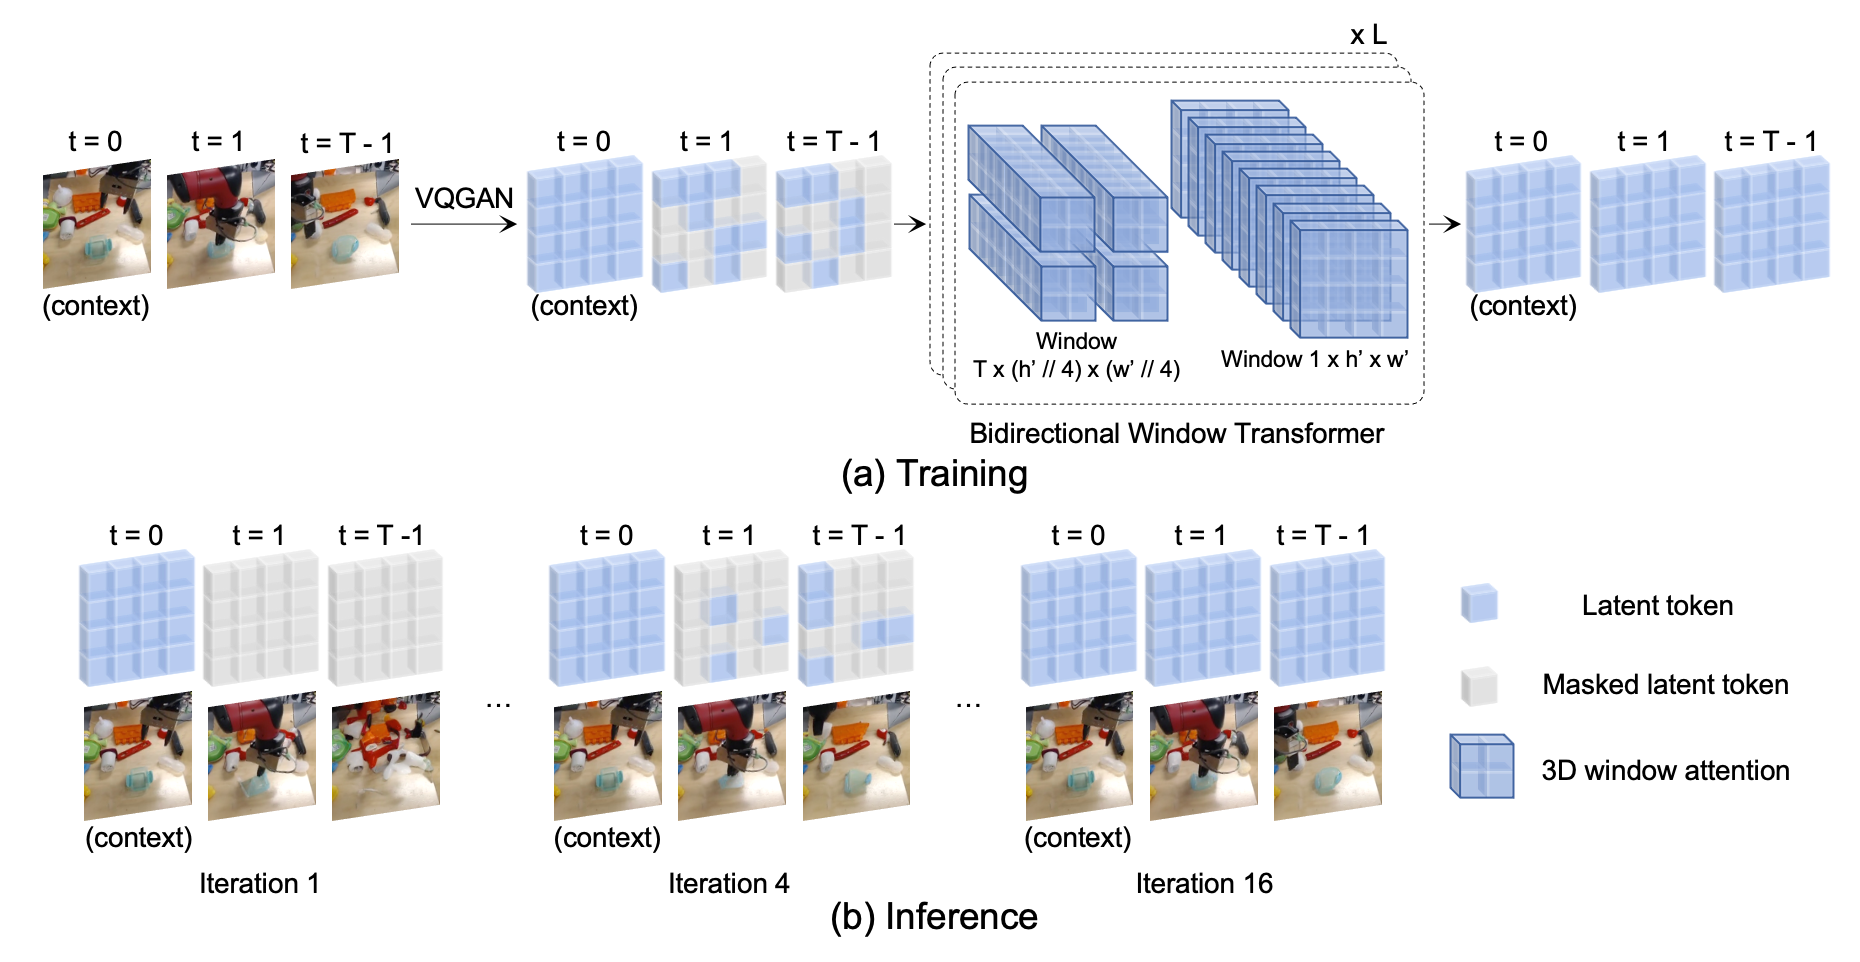 x L
t = 0
t = 1
t = T - 1
VQGAN
t = 0
t = 1
t = T - 1
t = 0
t = 1
t = T - 1
(context)
(context)
Window
T x (h’ // 4) x (w’ // 4)
Window 1 x h’ x w’
(context)
Bidirectional Window Transformer
(a) Training
t = 0
t = 1
t = T -1
t = 0
t = 1
t = T - 1
t = 0
t = 1
t = T - 1
Latent token
Masked latent token
...
...
3D window attention
(context)
(context)
(context)
Iteration 1
Iteration 4
Iteration 16
(b) Inference